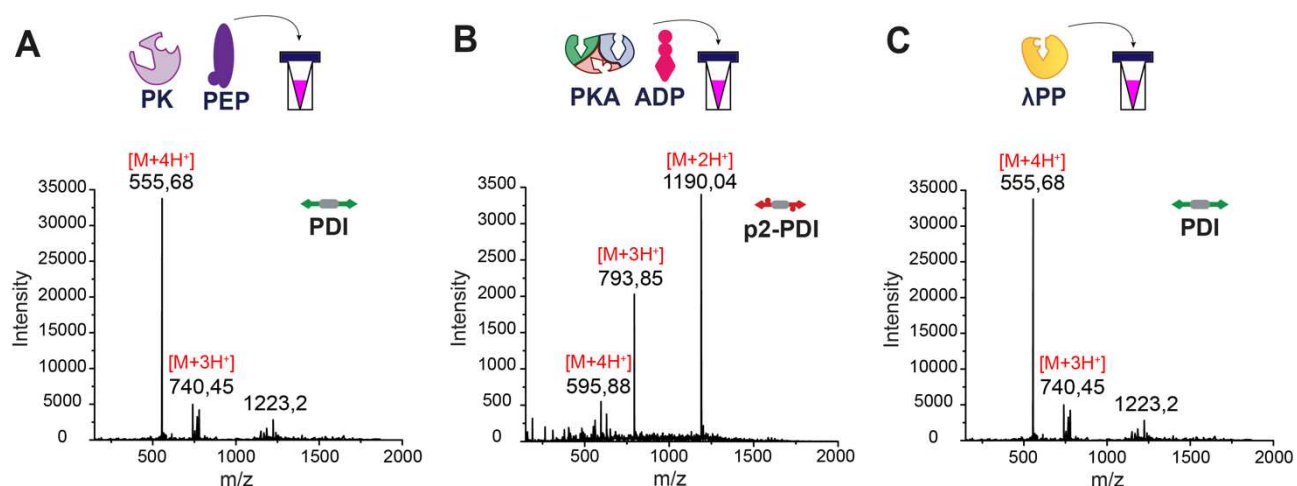 A
PK
PEP
[M+4H⁺]
555,68
35000
30000
25000
20000
15000
10000
5000
0
Intensity
PDI
[M+3H⁺]
740,45
1223,2
500
1000
1500
2000
m/z
B
PKA
ADP
[M+2H⁺]
1190,04
3500
3000
2500
2000
1500
1000
500
0
Intensity
p2-PDI
[M+3H⁺]
793,85
[M+4H⁺]
595,88
500
1000
1500
2000
m/z
C
λPP
[M+4H⁺]
555,68
35000
30000
25000
20000
15000
10000
5000
0
Intensity
PDI
[M+3H⁺]
740,45
1223,2
500
1000
1500
2000
m/z